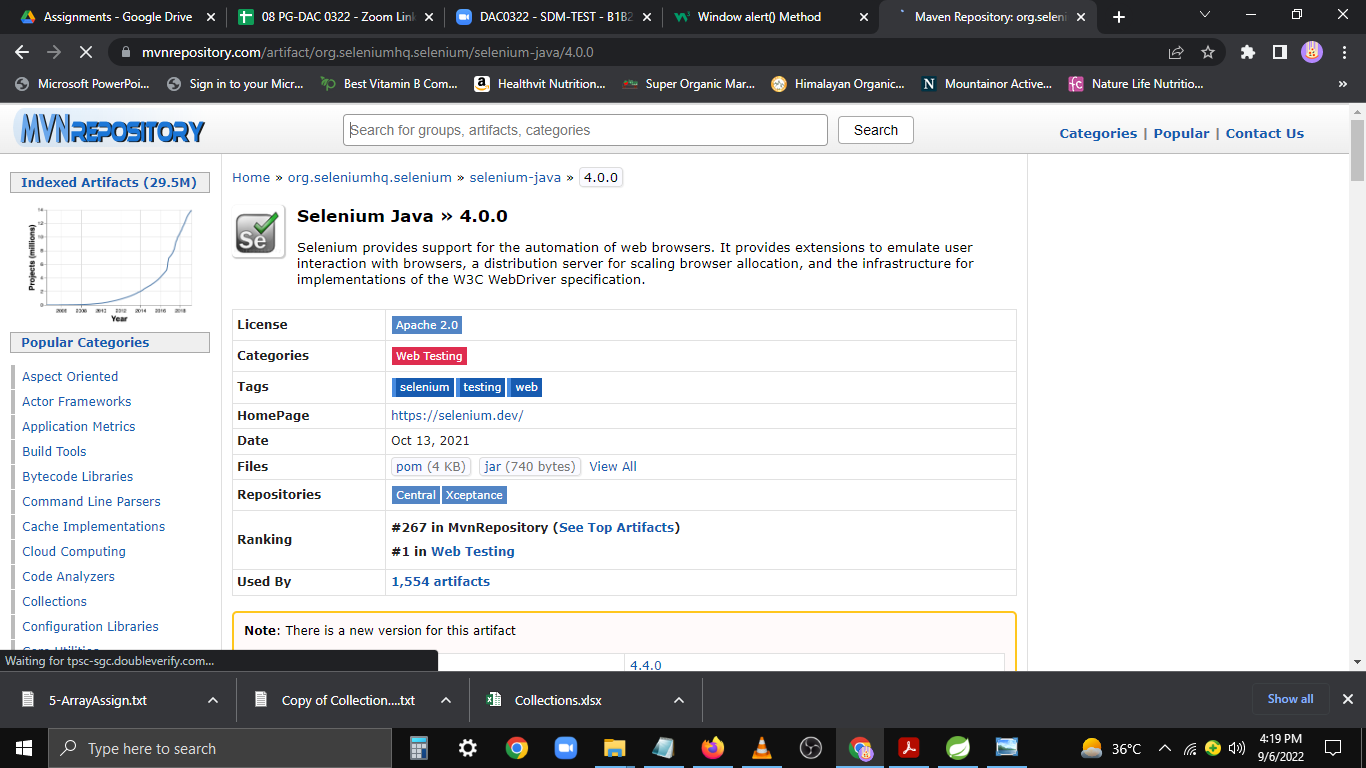 Assignments - Google Drive
08 PG-DAC 0322 - Zoom Link
DAC0322 - SDM-TEST - B1B2
Window alert() Method
Maven Repository: org.seleni
mvnrepository.com/artifact/org.seleniumhq.selenium/selenium-java/4.0.0
Microsoft PowerPoi...
Sign in to your Micr...
Best Vitamin B Com...
Healthvit Nutrition...
Super Organic Mar...
Himalayan Organic...
Mountainor Active...
Nature Life Nutritio...
MVNREPOSITORY
Search for groups, artifacts, categories
Search
Categories | Popular | Contact Us
Indexed Artifacts (29.5M)
Projects (millions)
Year
Popular Categories
Aspect Oriented
Actor Frameworks
Application Metrics
Build Tools
Bytecode Libraries
Command Line Parsers
Cache Implementations
Cloud Computing
Code Analyzers
Collections
Configuration Libraries
Home » org.seleniumhq.selenium » selenium-java » 4.0.0
Se
Selenium Java » 4.0.0
Selenium provides support for the automation of web browsers. It provides extensions to emulate user
interaction with browsers, a distribution server for scaling browser allocation, and the infrastructure for
implementations of the W3C WebDriver specification.
License Apache 2.0
Categories Web Testing
Tags selenium testing web
HomePage https://selenium.dev/
Date Oct 13, 2021
Files pom (4 KB) jar (740 bytes) View All
Repositories Central Xceptance
Ranking #267 in MvnRepository (See Top Artifacts)
#1 in Web Testing
Used By 1,554 artifacts
Note: There is a new version for this artifact
4.4.0
Waiting for tpsc-sgc.doubleverify.com...
5-ArrayAssign.txt
Copy of Collection....txt
Collections.xlsx
Show all
Type here to search
36°C
4:19 PM
9/6/2022